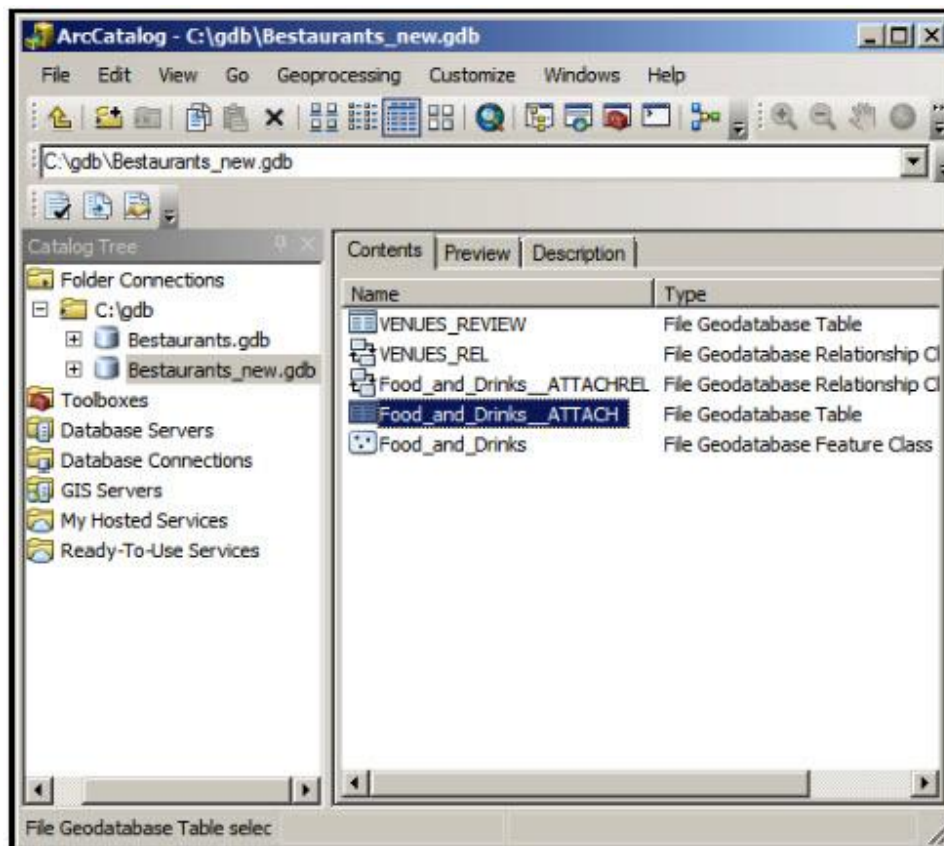 ArcCatalog - C:\gdb\Bestaurants_new.gdb
File Edit View Go Geoprocessing Customize Windows Help
C:\gdb\Bestaurants_new.gdb
Catalog Tree
Folder Connections
C:\gdb
Bestaurants.gdb
Bestaurants_new.gdb
Toolboxes
Database Servers
Database Connections
GIS Servers
My Hosted Services
Ready-To-Use Services
Contents Preview Description
Name Type
VENUES_REVIEW File Geodatabase Table
VENUES_REL File Geodatabase Relationship Cl
Food_and_Drinks__ATTACHREL File Geodatabase Relationship Cl
Food_and_Drinks__ATTACH File Geodatabase Table
Food_and_Drinks File Geodatabase Feature Class
File Geodatabase Table selec